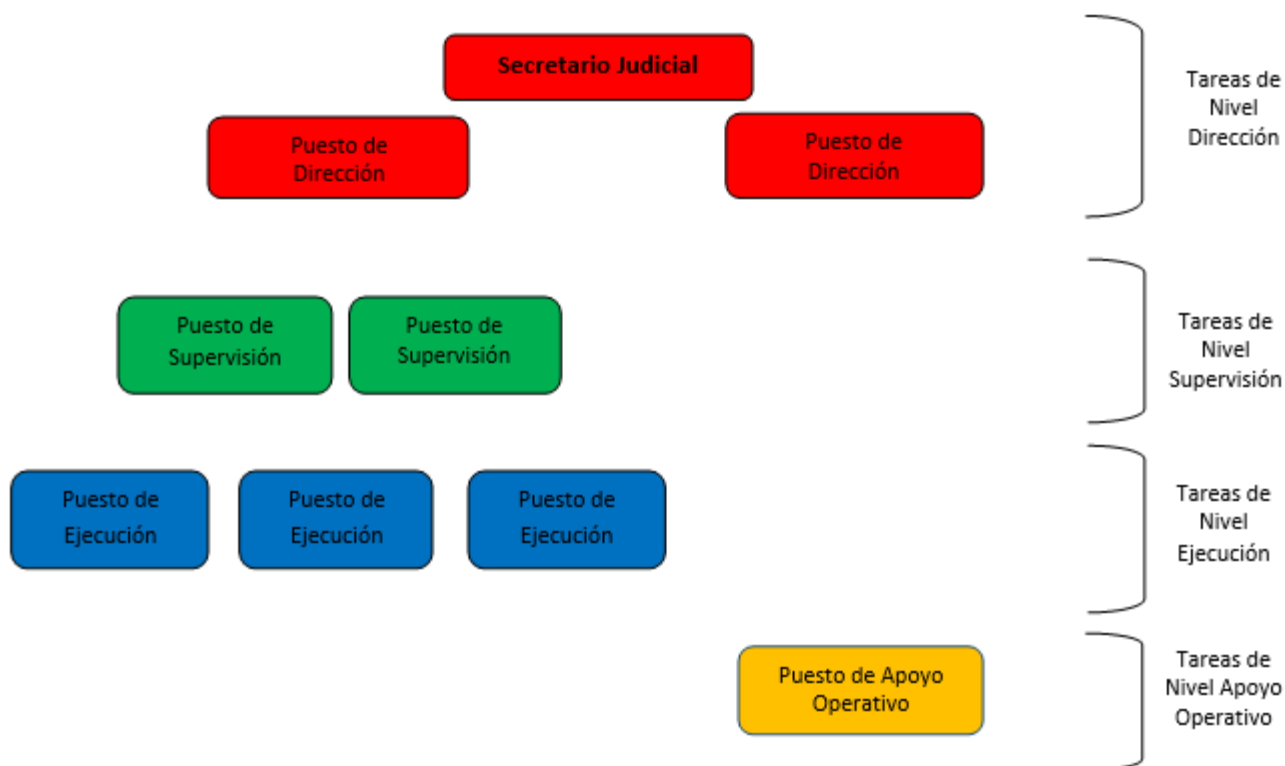 Secretario Judicial
Puesto de
Dirección
Puesto de
Dirección
Tareas de
Nivel
Dirección
Puesto de
Supervisión
Puesto de
Supervisión
Tareas de
Nivel
Supervisión
Puesto de
Ejecución
Puesto de
Ejecución
Puesto de
Ejecución
Tareas de
Nivel
Ejecución
Puesto de Apoyo
Operativo
Tareas de
Nivel Apoyo
Operativo